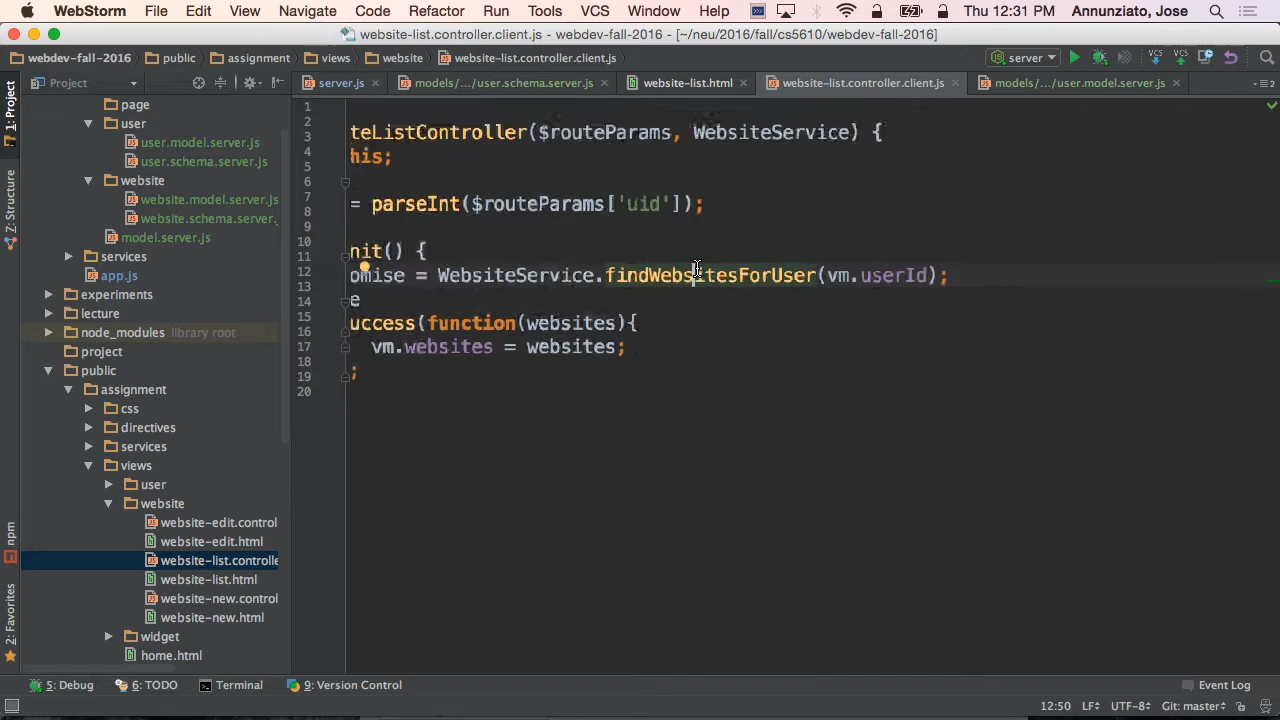 WebStorm File Edit View Navigate Code Refactor Run Tools VCS Window Help Thu 12:31 PM Annunziato, Jose
website-list.controller.client.js - webdev-fall-2016 - [~/neu/2016/fall/cs5610/webdev-fall-2016]
webdev-fall-2016 public assignment views website website-list.controller.client.js server VCS VCS
Project server.js models/.../user.schema.server.js website-list.html website-list.controller.client.js models/.../user.model.server.js
1: Project
7: Structure
npm
2: Favorites
page
user
user.model.server.js
user.schema.server.js
website
website.model.server.js
website.schema.server.
model.server.js
services
app.js
experiments
lecture
node_modules library root
project
public
assignment
css
directives
services
views
user
website
website-edit.control
website-edit.html
website-list.controlle
website-list.html
website-new.control
website-new.html
widget
home.html
1
2
3
4
5
6
7
8
9
10
11
12
13
14
15
16
17
18
19
20
teListController($routeParams, WebsiteService) {
his;
= parseInt($routeParams['uid']);
nit() {
omise = WebsiteService.findWebsitesForUser(vm.userId);
e
uccess(function(websites){
vm.websites = websites;
;
5: Debug 6: TODO Terminal 9: Version Control Event Log
12:50 LF÷ UTF-8÷ Git: master÷